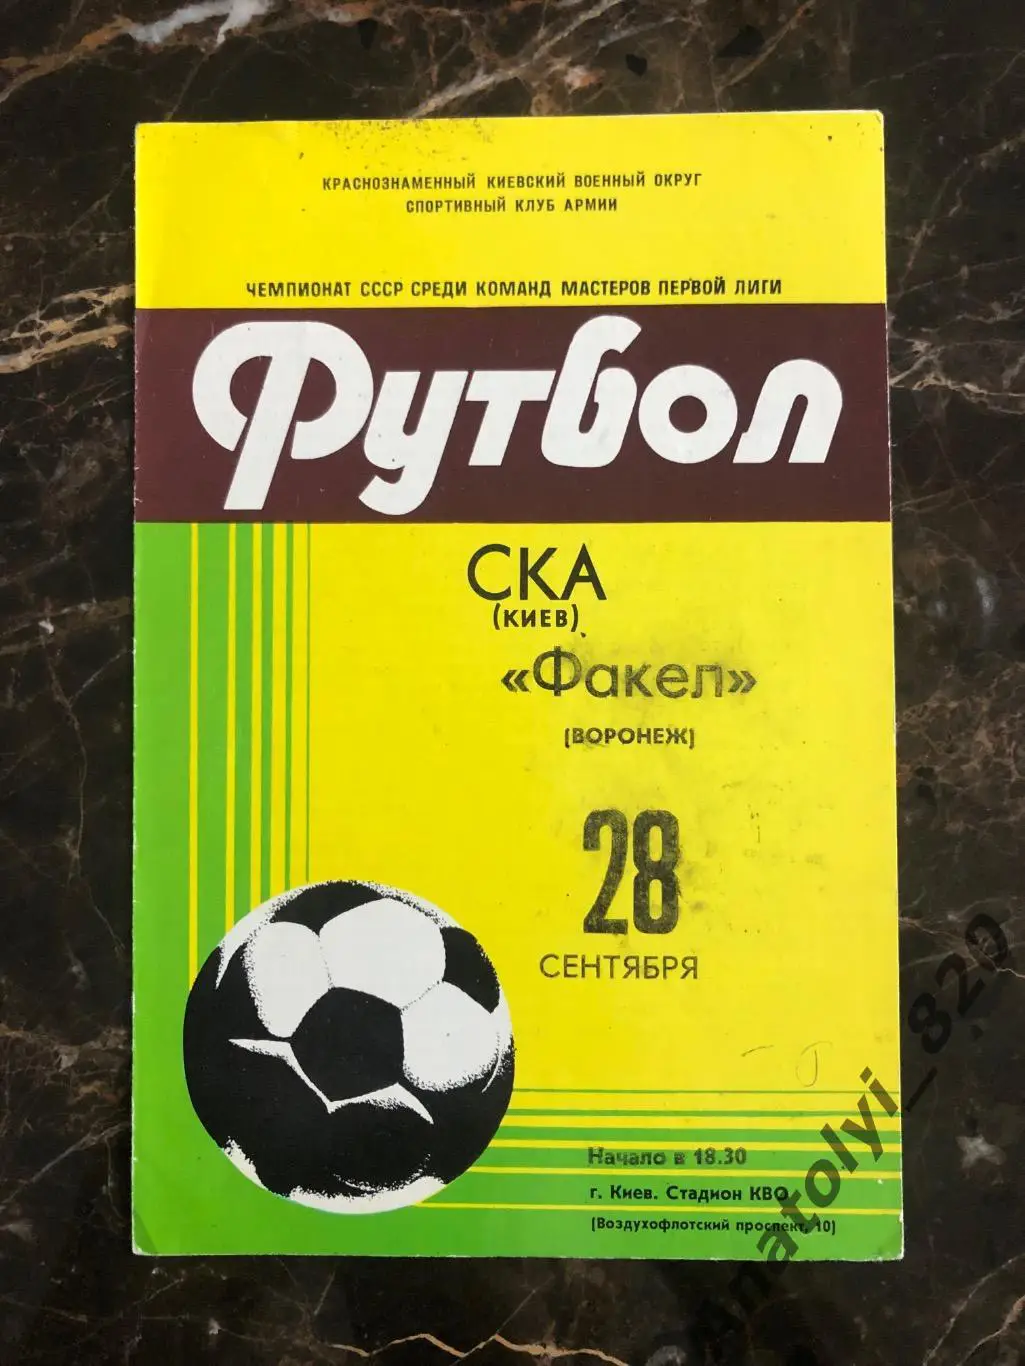 КРАСНОЗНАМЕННЫЙ КИЕВСКИЙ ВОЕННЫЙ ОКРУГ
СПОРТИВНЫЙ КЛУБ АРМИИ
ЧЕМПИОНАТ СССР СРЕДИ КОМАНД МАСТЕРОВ ПЕРВОЙ ЛИГИ
Футбол
СКА
(КИЕВ)
«Факел»
(ВОРОНЕЖ)
28
СЕНТЯБРЯ
Начало в 18.30
г. Киев. Стадион КВО
(Воздухофлотский проспект, 10)
Anatolyi_820